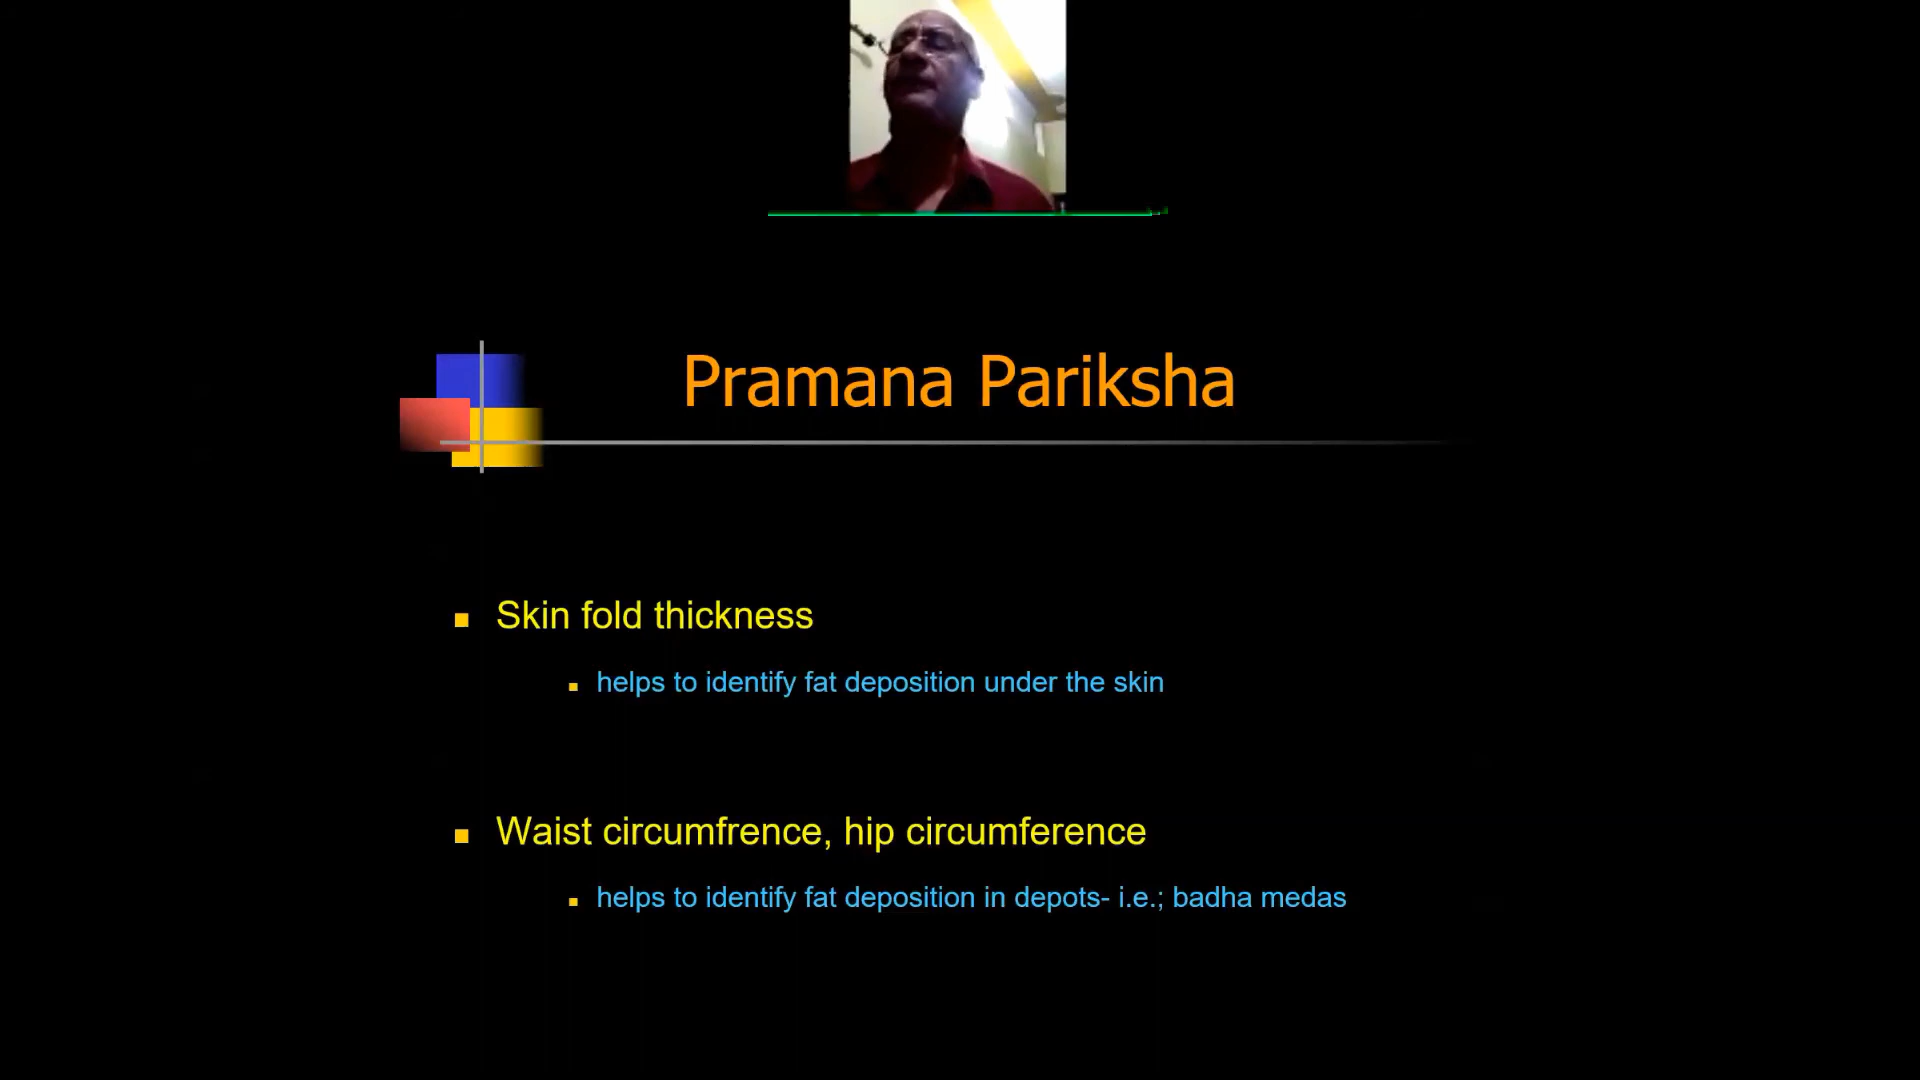 Pramana Pariksha
Skin fold thickness
helps to identify fat deposition under the skin
Waist circumfrence, hip circumference
helps to identify fat deposition in depots- i.e.; badha medas